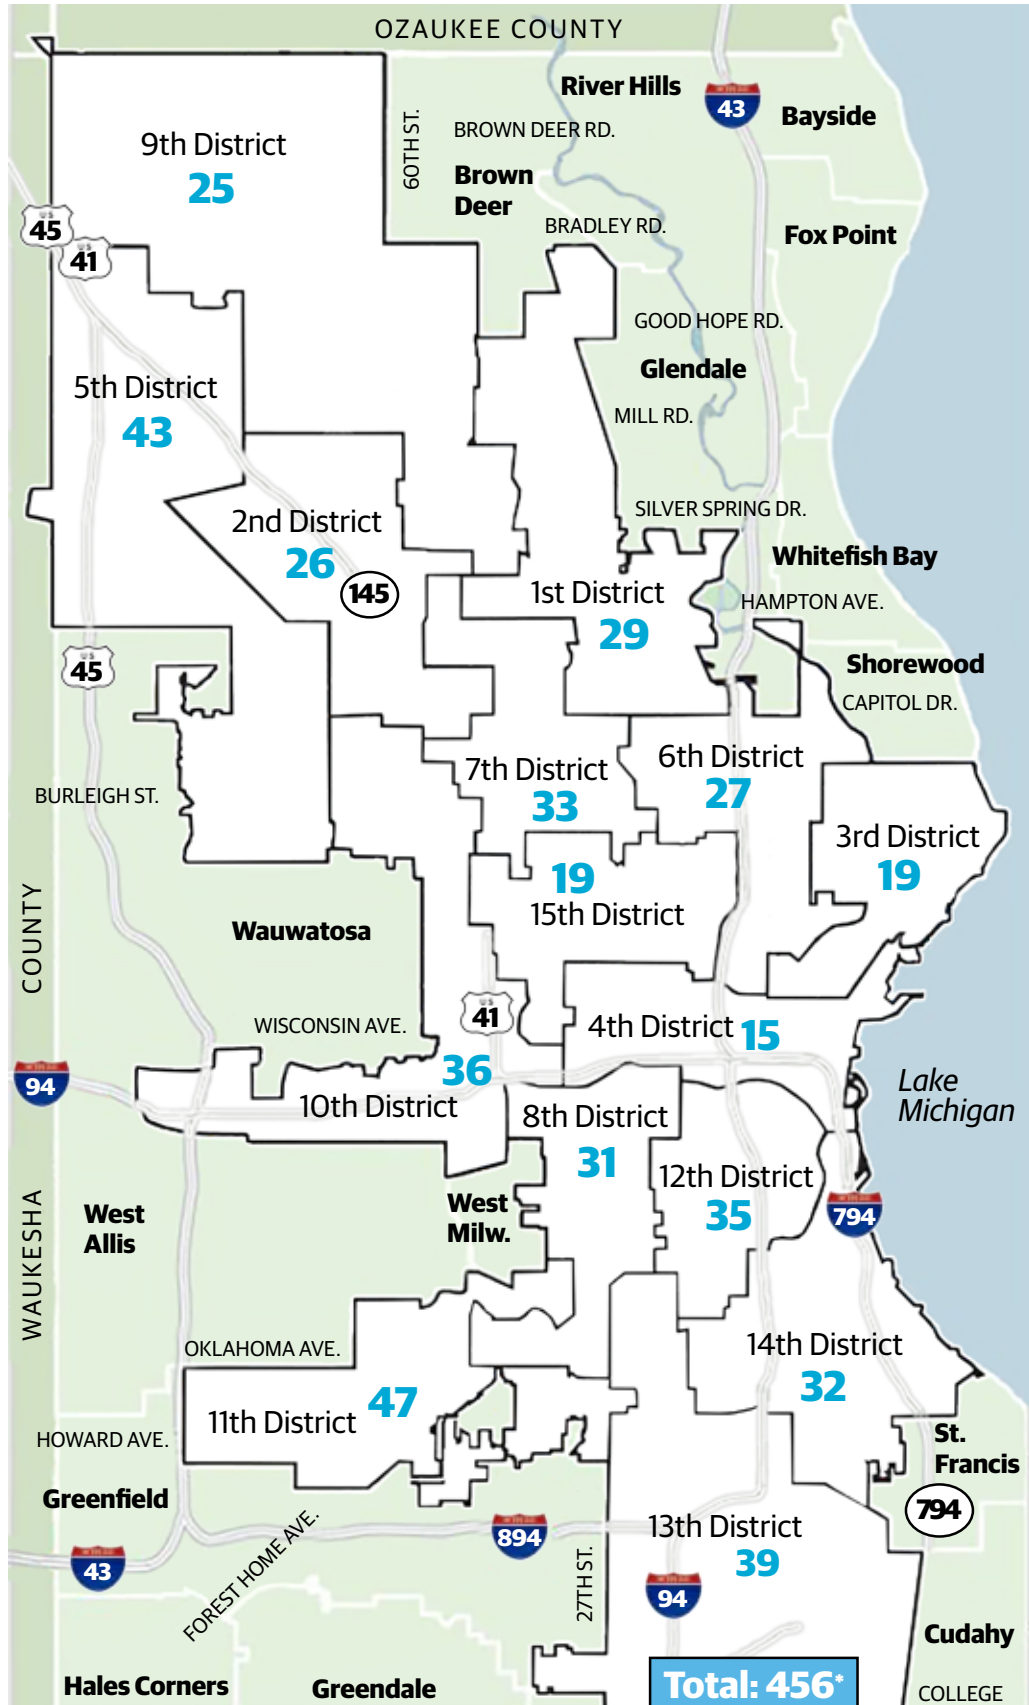 OZAUKEE COUNTY
River Hills
43
Bayside
9th District
25
60TH ST.
BROWN DEER RD.
Brown
Deer
BRADLEY RD.
Fox Point
US
45
US
41
GOOD HOPE RD.
Glendale
5th District
43
MILL RD.
2nd District
26
145
SILVER SPRING DR.
Whitefish Bay
1st District
29
HAMPTON AVE.
US
45
Shorewood
CAPITOL DR.
7th District
33
6th District
27
BURLEIGH ST.
3rd District
19
19
15th District
Wauwatosa
COUNTY
WAUKESHA
US
41
WISCONSIN AVE.
4th District 15
94
36
10th District
Lake
Michigan
8th District
31
12th District
35
West
Allis
West
Milw.
794
OKLAHOMA AVE.
14th District
32
11th District
47
HOWARD AVE.
St.
Francis
Greenfield
794
894
13th District
39
43
FOREST HOME AVE.
27TH ST.
94
Cudahy
Hales Corners
Greendale
Total: 456*
COLLEGE